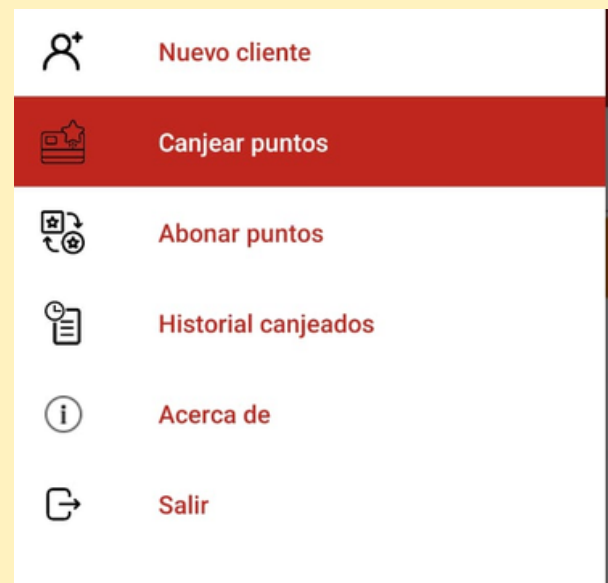 Nuevo cliente
Canjear puntos
Abonar puntos
Historial canjeados
Acerca de
Salir